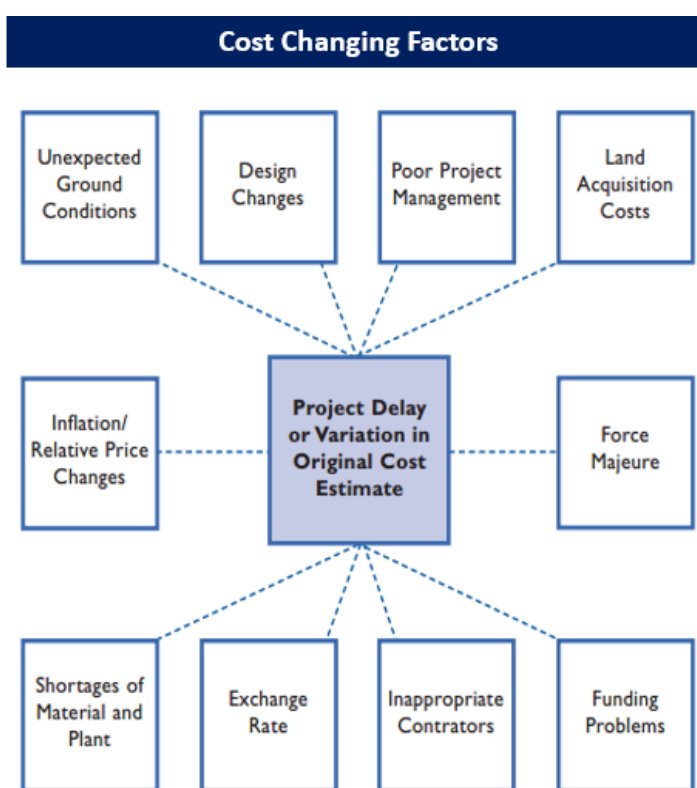 Cost Changing Factors
Unexpected
Ground
Conditions
Design
Changes
Poor Project
Management
Land
Acquisition
Costs
Inflation/
Relative Price
Changes
Project Delay
or Variation in
Original Cost
Estimate
Force
Majeure
Shortages of
Material and
Plant
Exchange
Rate
Inappropriate
Contrators
Funding
Problems